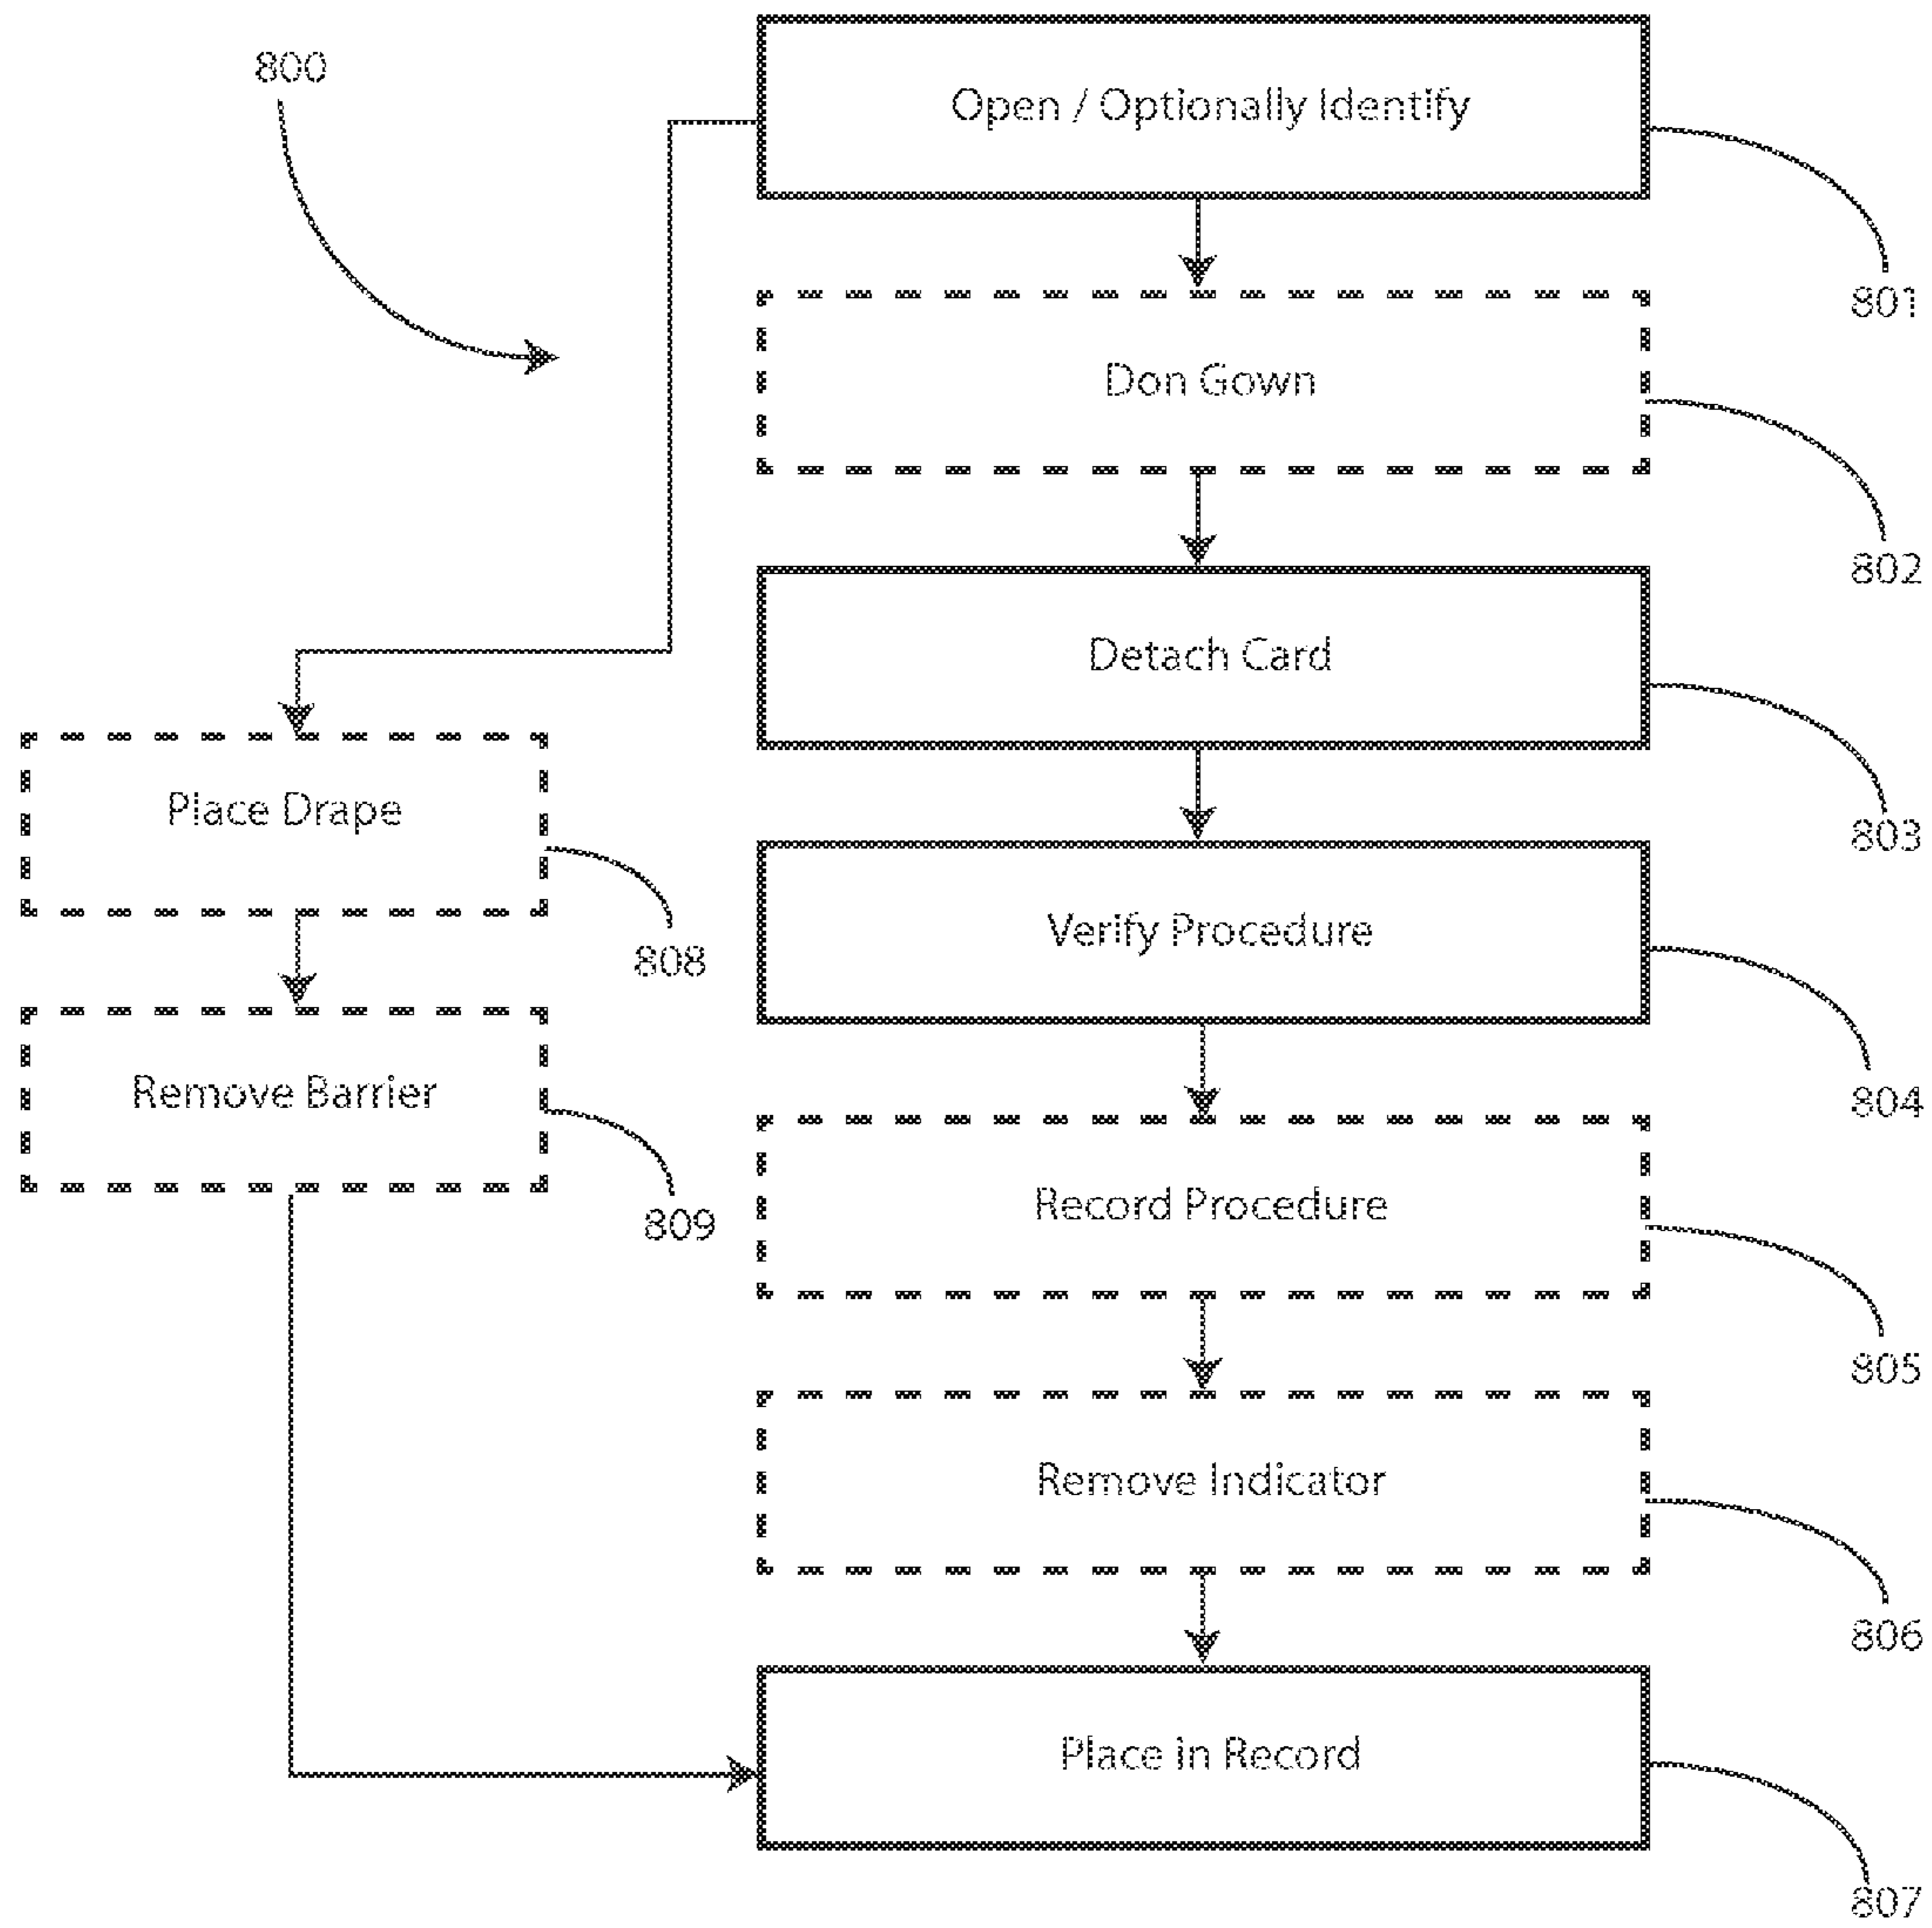 800
Open / Optionally Identify
801
Don Gown
802
Detach Card
803
Place Drape
808
Verify Procedure
804
Remove Barrier
809
Record Procedure
805
Remove Indicator
806
Place in Record
807